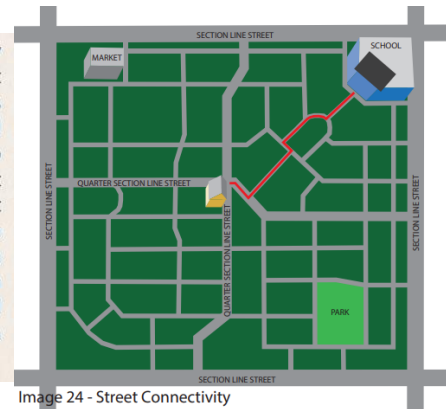 SECTION LINE STREET
SCHOOL
MARKET
SECTION LINE STREET
QUARTER SECTION LINE STREET
QUARTER SECTION LINE STREET
SECTION LINE STREET
PARK
SECTION LINE STREET
Image 24 - Street Connectivity